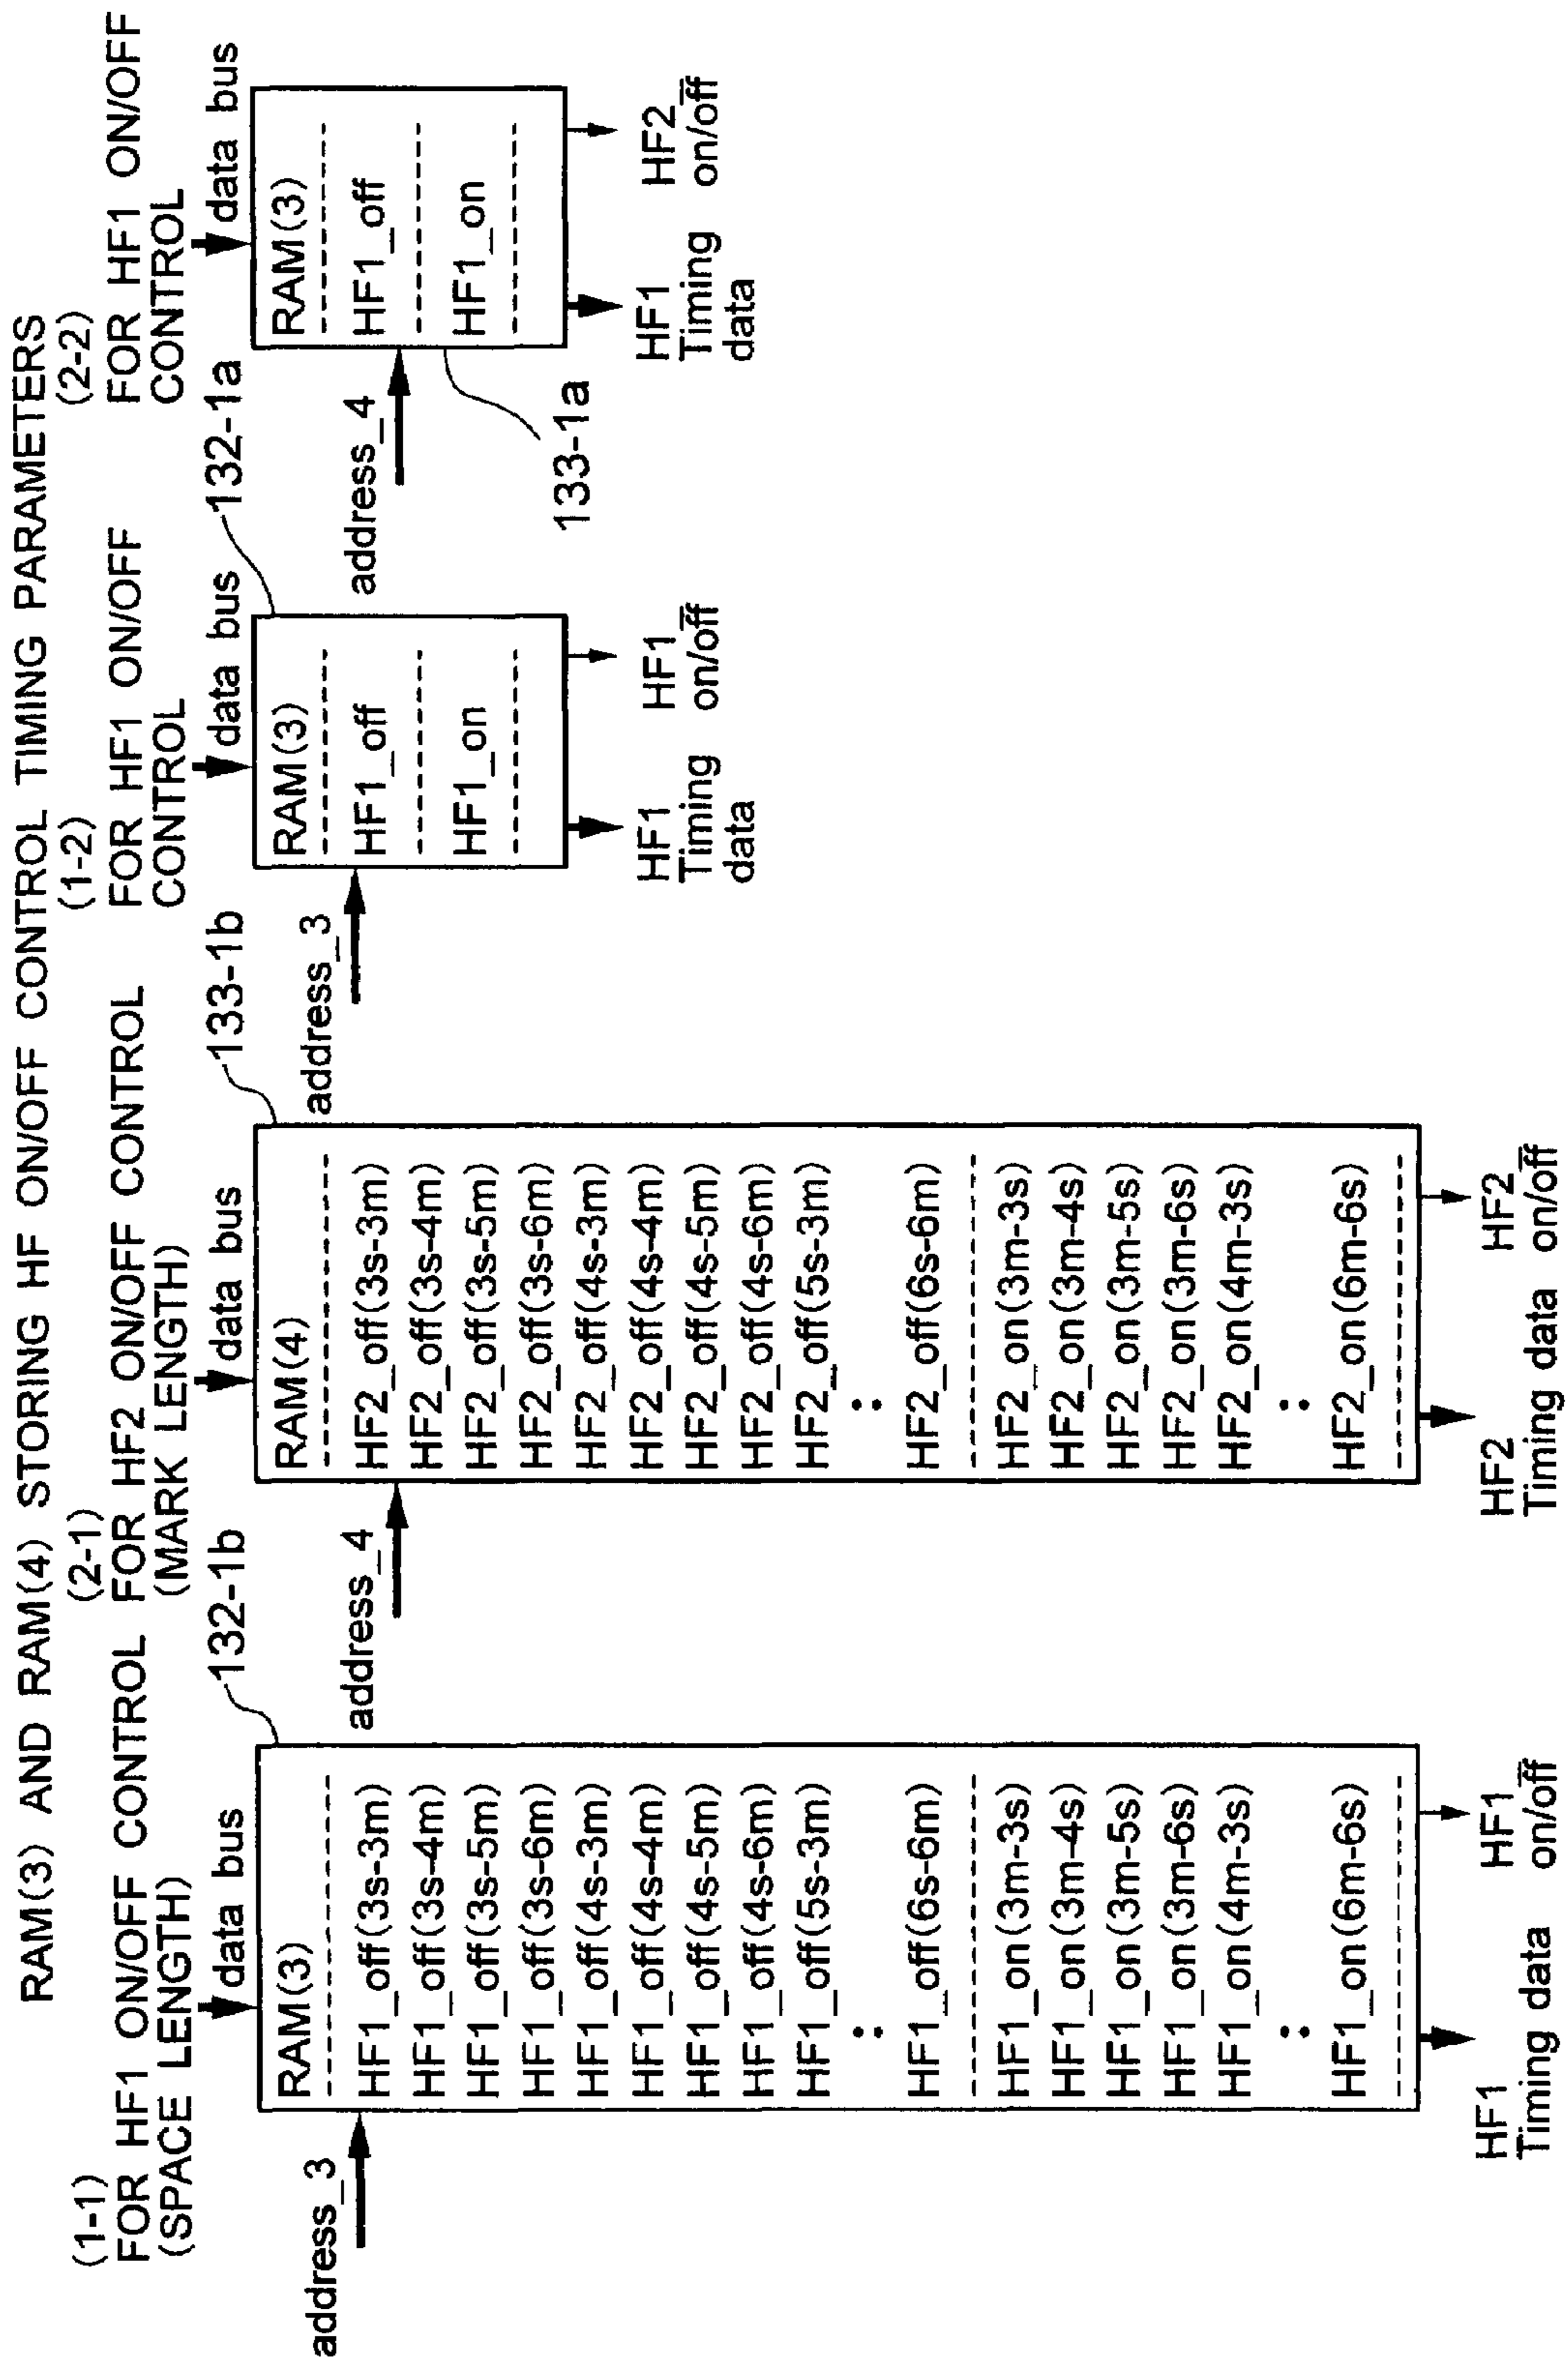 RAM(3) AND RAM(4) STORING HF ON/OFF CONTROL TIMING PARAMETERS
(1-1)
FOR HF1 ON/OFF CONTROL
(SPACE LENGTH)
132-1b
data bus
address_3
RAM(3)
HF1_off(3s-3m)
HF1_off(3s-4m)
HF1_off(3s-5m)
HF1_off(3s-6m)
HF1_off(4s-3m)
HF1_off(4s-4m)
HF1_off(4s-5m)
HF1_off(4s-6m)
HF1_off(5s-3m)
:
HF1_off(6s-6m)
HF1_on(3m-3s)
HF1_on(3m-4s)
HF1_on(3m-5s)
HF1_on(3m-6s)
HF1_on(4m-3s)
:
HF1_on(6m-6s)
HF1
Timing data
HF1
on/off
(2-1)
FOR HF2 ON/OFF CONTROL
(MARK LENGTH)
133-1b
data bus
address_4
RAM(4)
HF2_off(3s-3m)
HF2_off(3s-4m)
HF2_off(3s-5m)
HF2_off(3s-6m)
HF2_off(4s-3m)
HF2_off(4s-4m)
HF2_off(4s-5m)
HF2_off(4s-6m)
HF2_off(5s-3m)
:
HF2_off(6s-6m)
HF2_on(3m-3s)
HF2_on(3m-4s)
HF2_on(3m-5s)
HF2_on(3m-6s)
HF2_on(4m-3s)
:
HF2_on(6m-6s)
HF2
Timing data
HF2
on/off
(1-2)
FOR HF1 ON/OFF
CONTROL
132-1a
data bus
address_3
RAM(3)
HF1_off
HF1_on
HF1
Timing
data
HF1
on/off
(2-2)
FOR HF1 ON/OFF
CONTROL
data bus
address_4
133-1a
RAM(3)
HF1_off
HF1_on
HF1
Timing
data
HF2
on/off